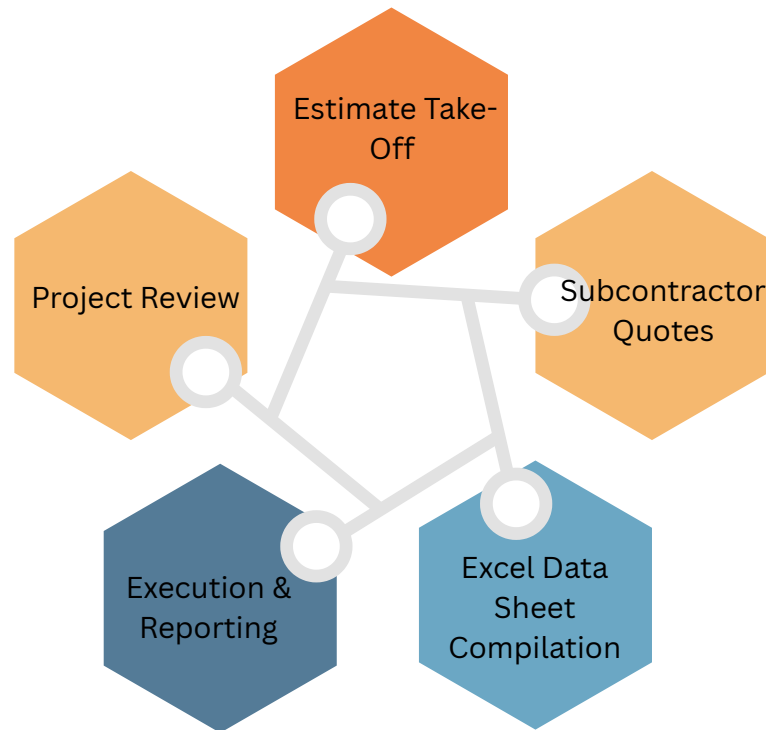 Estimate Take-
Off
Project Review
Subcontractor
Quotes
Execution &
Reporting
Excel Data
Sheet
Compilation